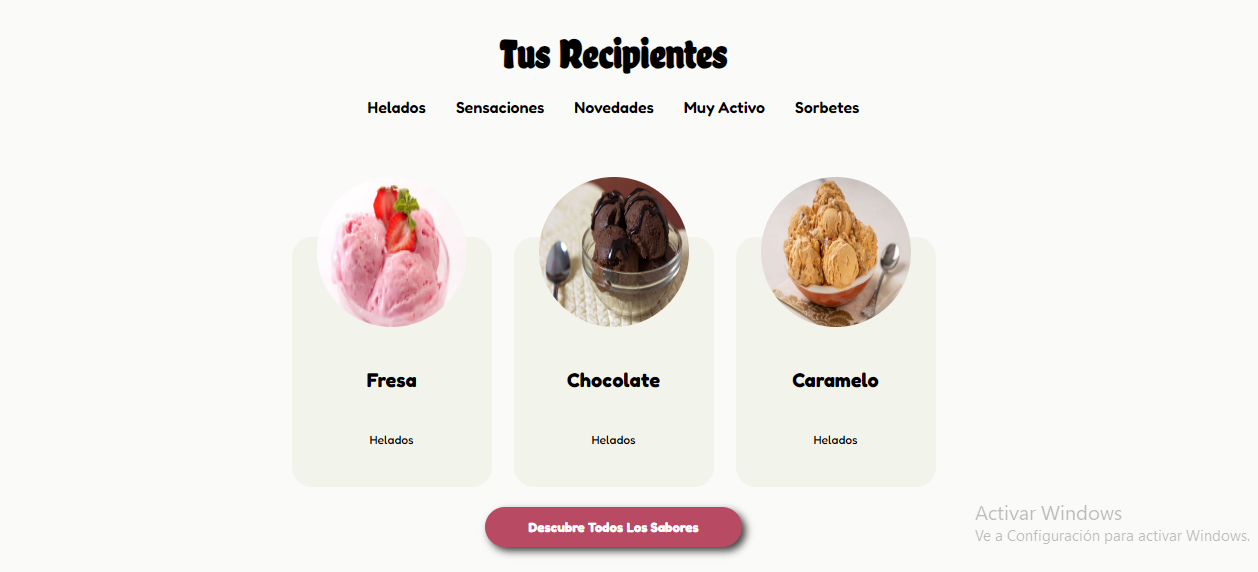 Tus Recipientes
Helados Sensaciones Novedades Muy Activo Sorbetes
Fresa Chocolate Caramelo
Helados Helados Helados
Descubre Todos Los Sabores
Activar Windows
Ve a Configuración para activar Windows.